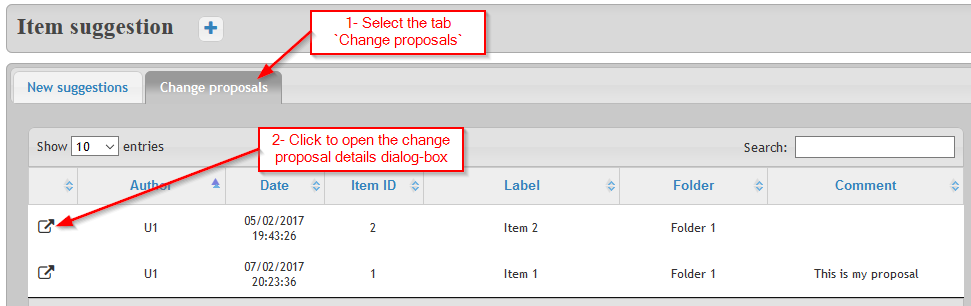 Item suggestion
1- Select the tab
`Change proposals`
New suggestions
Change proposals
Show 10 entries
2- Click to open the change
proposal details dialog-box
Search:
Author Date Item ID Label Folder Comment
U1 05/02/2017 2 Item 2 Folder 1
19:43:26
U1 07/02/2017 1 Item 1 Folder 1 This is my proposal
20:23:36